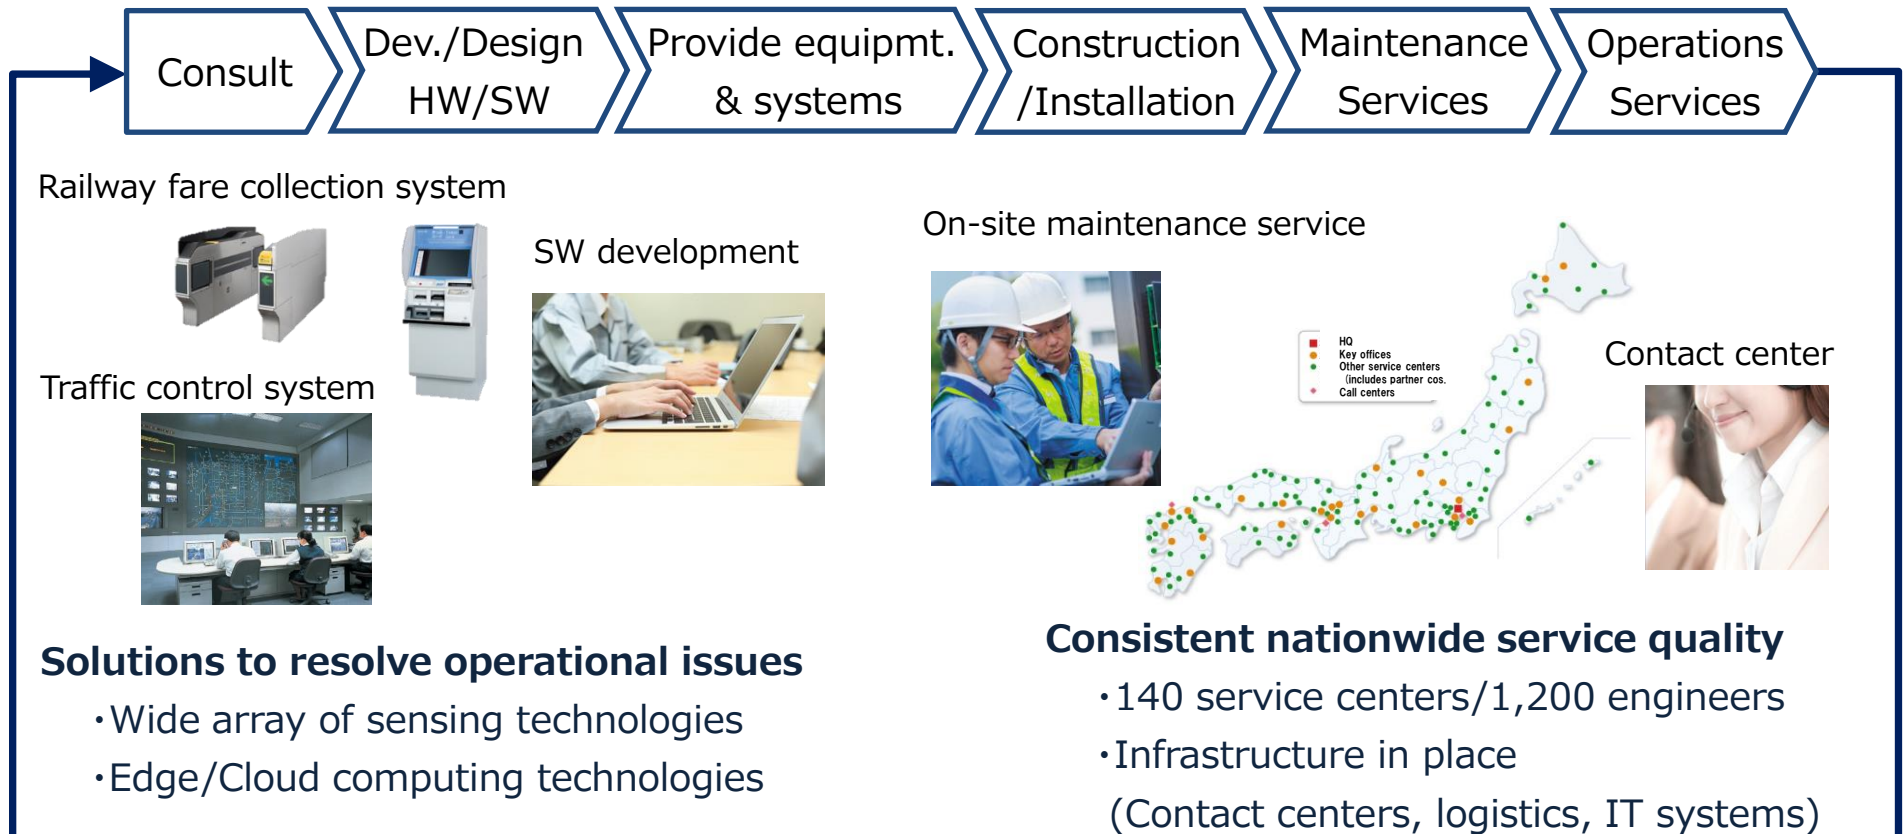 Consult
Dev./Design
HW/SW
Provide equipmt.
& systems
Construction
/Installation
Maintenance
Services
Operations
Services
Railway fare collection system
SW development
Traffic control system
On-site maintenance service
HQ
Key offices
Other service centers
(includes partner cos.
Call centers
Contact center
Solutions to resolve operational issues
・Wide array of sensing technologies
・Edge/Cloud computing technologies
Consistent nationwide service quality
・140 service centers/1,200 engineers
・Infrastructure in place
(Contact centers, logistics, IT systems)